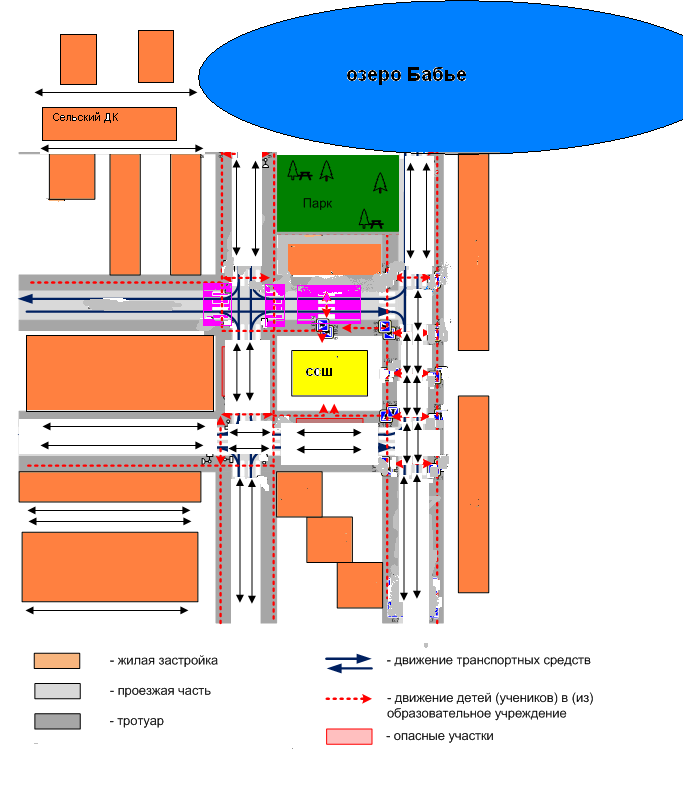 озеро Бабье
Сельский ДК
Парк
ссш
- жилая застройка
- проезжая часть
- тротуар
- движение транспортных средств
- движение детей (учеников) в (из)
образовательное учреждение
- опасные участки